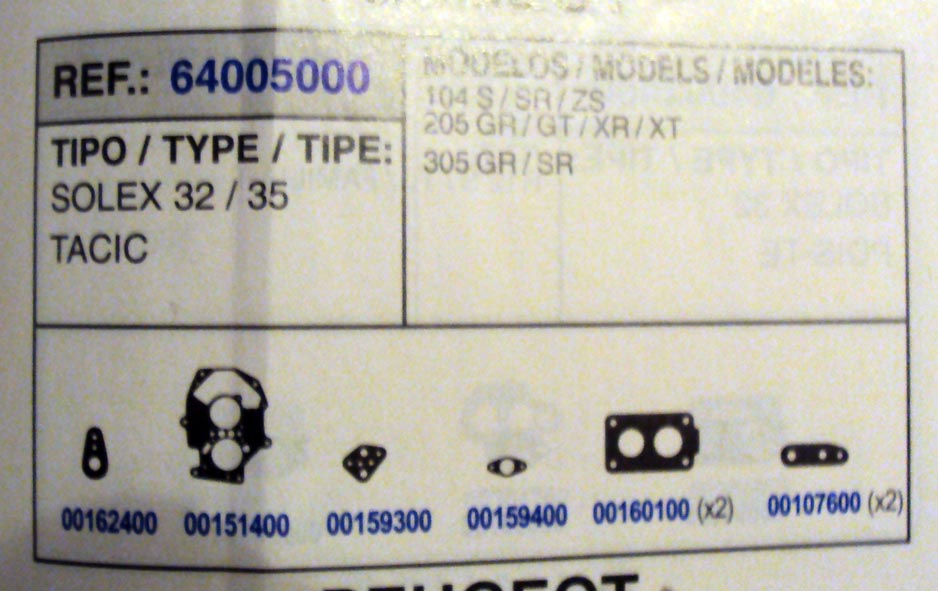 REF.: 64005000
TIPO / TYPE / TIPE:
SOLEX 32 / 35
TACIC
MODELOS / MODELS / MODELES:
104 S / SR / ZS
205 GR / GT / XR / XT
305 GR / SR
00162400 00151400 00159300 00159400 00160100 (x2) 00107600 (x2)
PEUGEOT